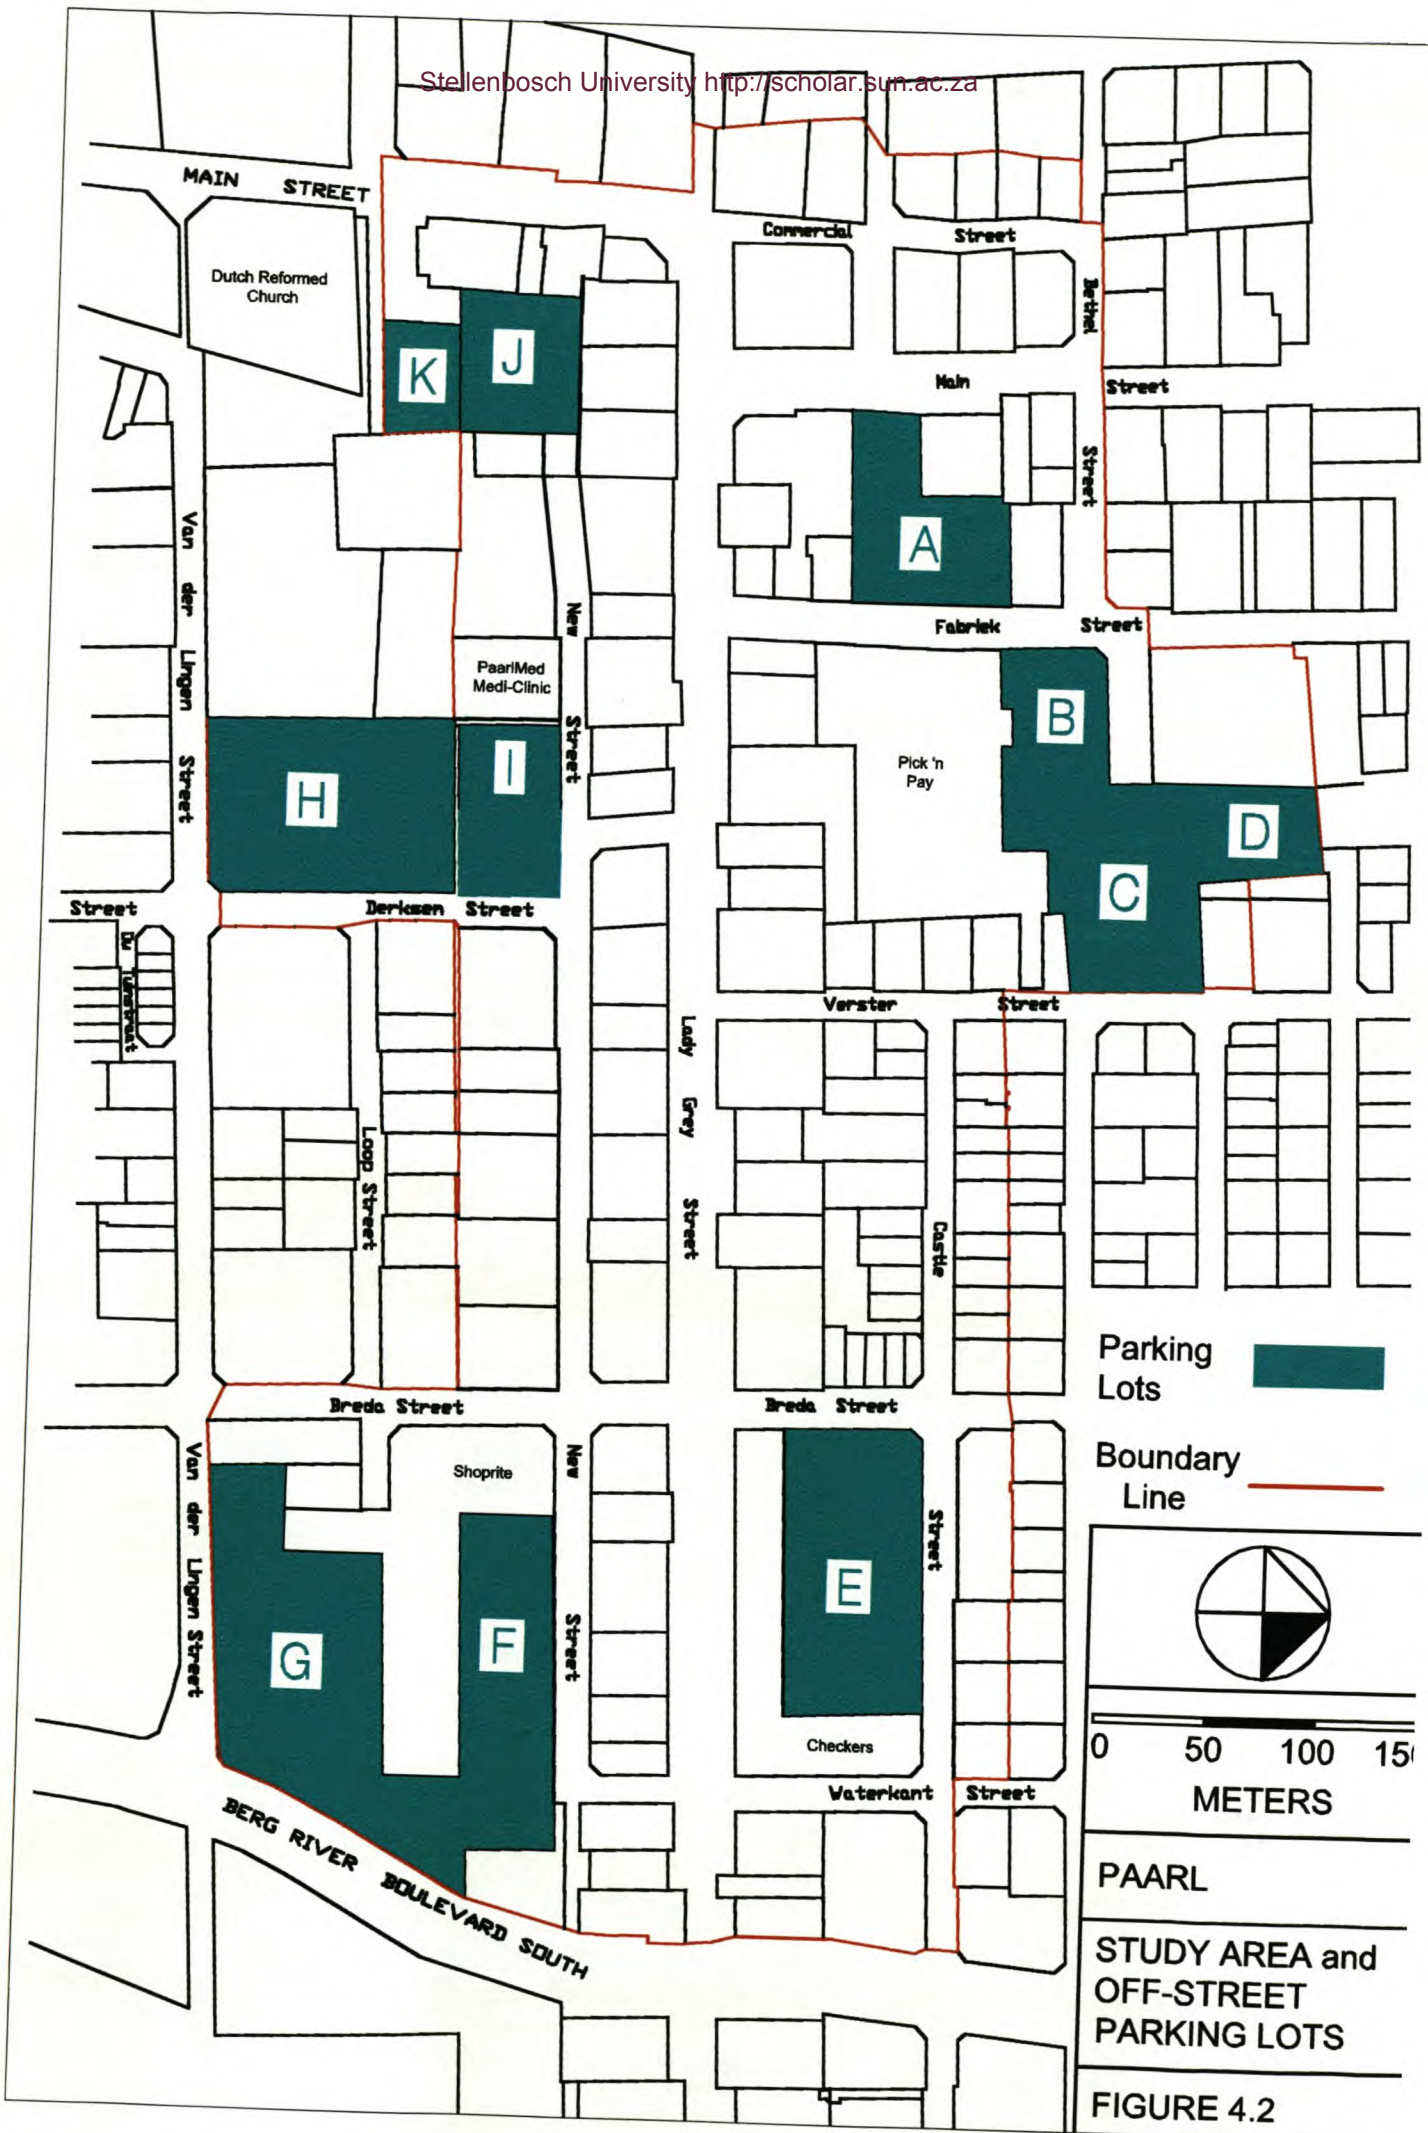 Stellenbosch University http://scholar.sun.ac.za
MAIN STREET
Commercial Street
Dutch Reformed
Church
Bethel
Street
K
J
Main Street
A
Van der Lingen Street
New Street
Fabriek Street
PaarlMed
Medi-Clinic
B
Pick 'n
Pay
H
I
D
C
Street
Derksen Street
Du Tuinstraat
Verster Street
Lady Grey Street
Loop Street
Castle
Street
Parking
Lots
Breda Street
Breda Street
Boundary
Line
Van der Lingen Street
New Street
Shoprite
E
F
G
Checkers
0 50 100 15
METERS
Waterkant Street
BERG RIVER BOULEVARD SOUTH
PAARL
STUDY AREA and
OFF-STREET
PARKING LOTS
FIGURE 4.2